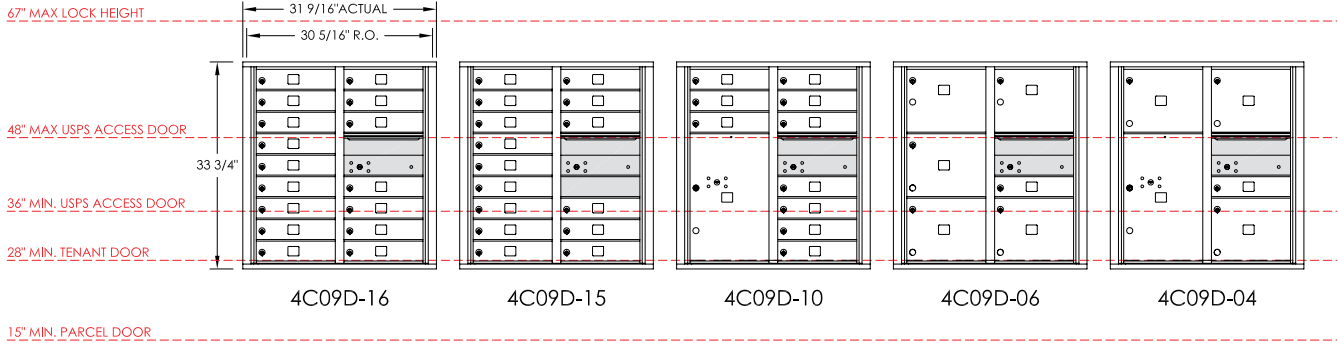 67" MAX LOCK HEIGHT
31 9/16"ACTUAL
30 5/16" R.O.
48" MAX USPS ACCESS DOOR
33 3/4"
36" MIN. USPS ACCESS DOOR
28" MIN. TENANT DOOR
4C09D-16
4C09D-15
4C09D-10
4C09D-06
4C09D-04
15" MIN. PARCEL DOOR